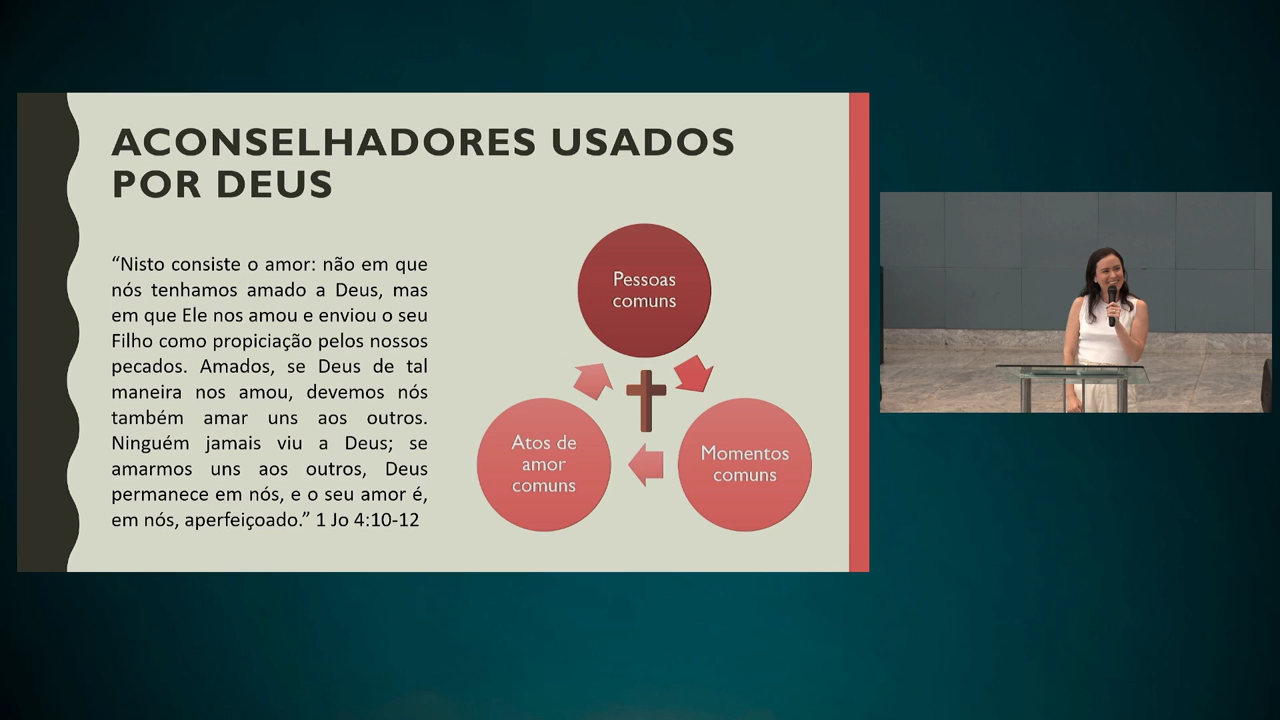 ACONSELHADORES USADOS
POR DEUS
“Nisto consiste o amor: não em que
nós tenhamos amado a Deus, mas
em que Ele nos amou e enviou o seu
Filho como propiciação pelos nossos
pecados. Amados, se Deus de tal
maneira nos amou, devemos nós
também amar uns aos outros.
Ninguém jamais viu a Deus; se
amarmos uns aos outros, Deus
permanece em nós, e o seu amor é,
em nós, aperfeiçoado.” 1 Jo 4:10-12
Pessoas
comuns
Momentos
comuns
Atos de
amor
comuns